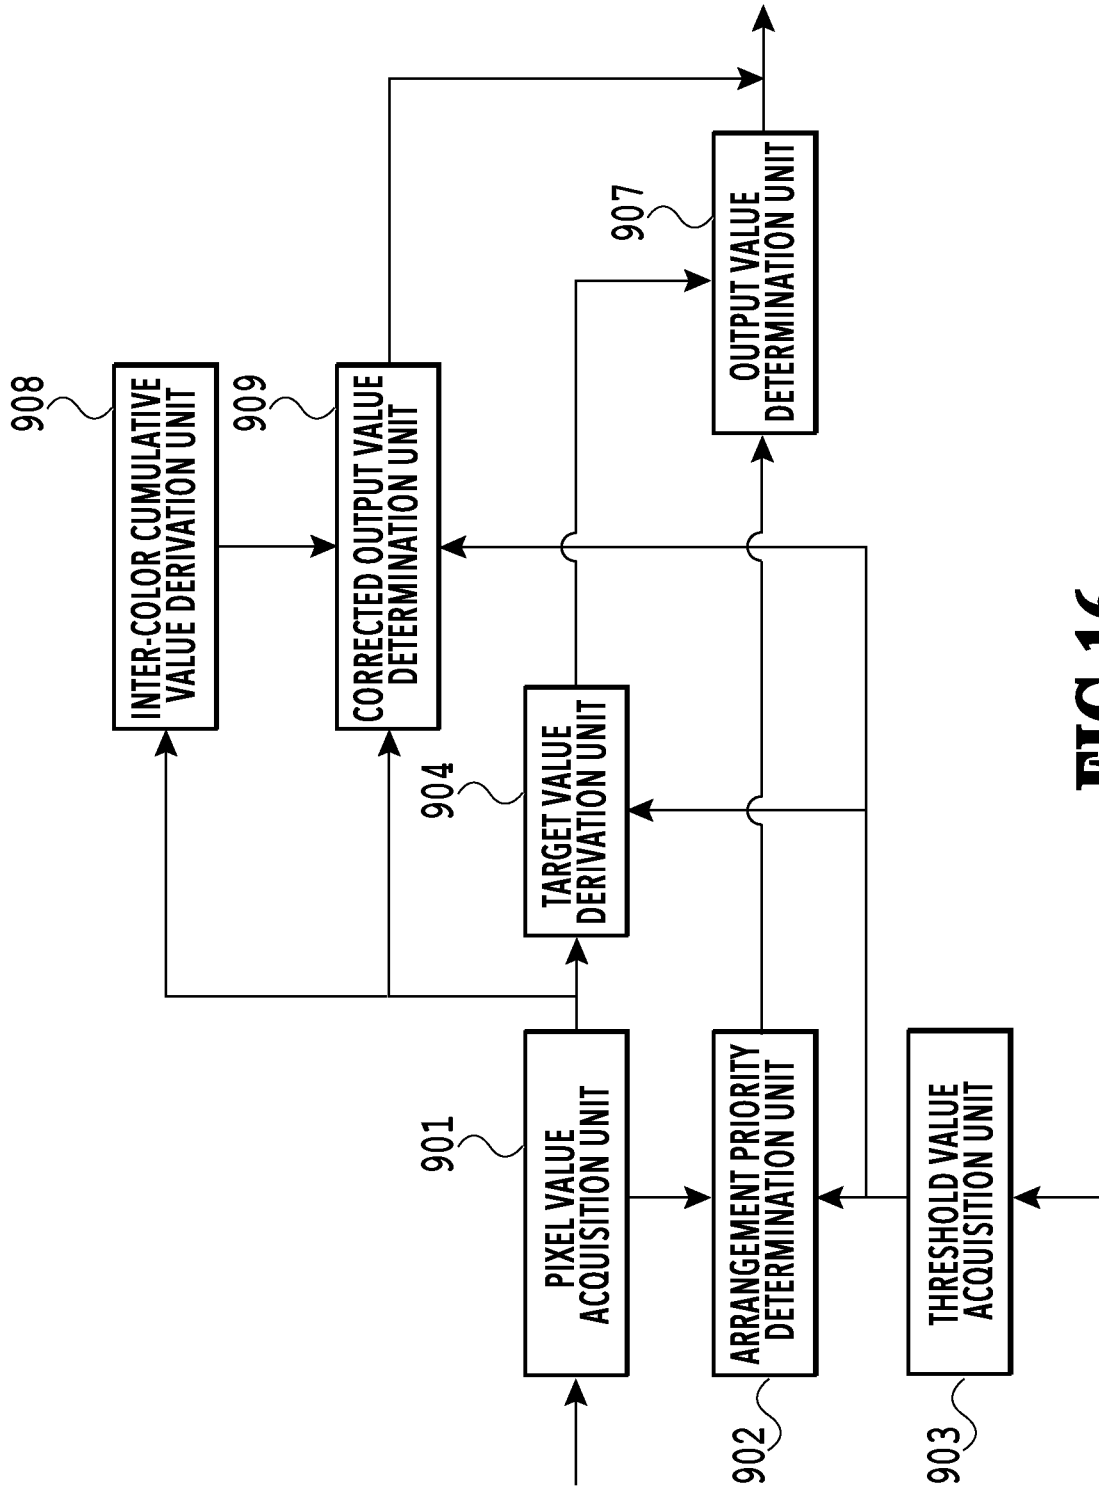 908
INTER-COLOR CUMULATIVE
VALUE DERIVATION UNIT
909
CORRECTED OUTPUT VALUE
DETERMINATION UNIT
901
PIXEL VALUE
ACQUISITION UNIT
904
TARGET VALUE
DERIVATION UNIT
907
OUTPUT VALUE
DETERMINATION UNIT
902
ARRANGEMENT PRIORITY
DETERMINATION UNIT
903
THRESHOLD VALUE
ACQUISITION UNIT
FIG.16